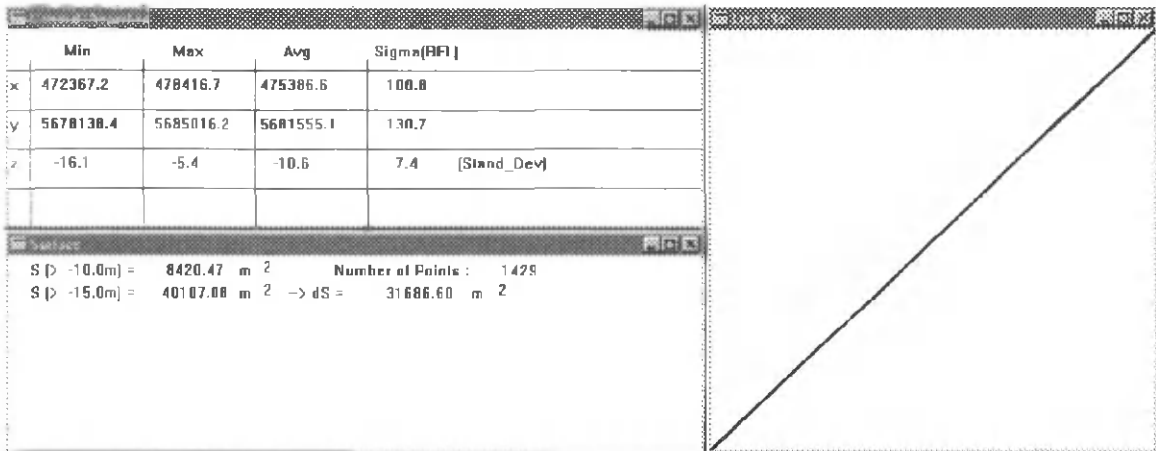 Min Max Avg Sigma(BFL)
x 472367.2 478416.7 475386.6 100.8
y 5678138.4 5685016.2 5681555.1 130.7
z -16.1 -5.4 -10.6 7.4 [Stand_Dev]
Surface
S [> -10.0m] = 8420.47 m 2 Number of Points : 1429
S [> -15.0m] = 40107.08 m 2 -> dS = 31686.60 m 2